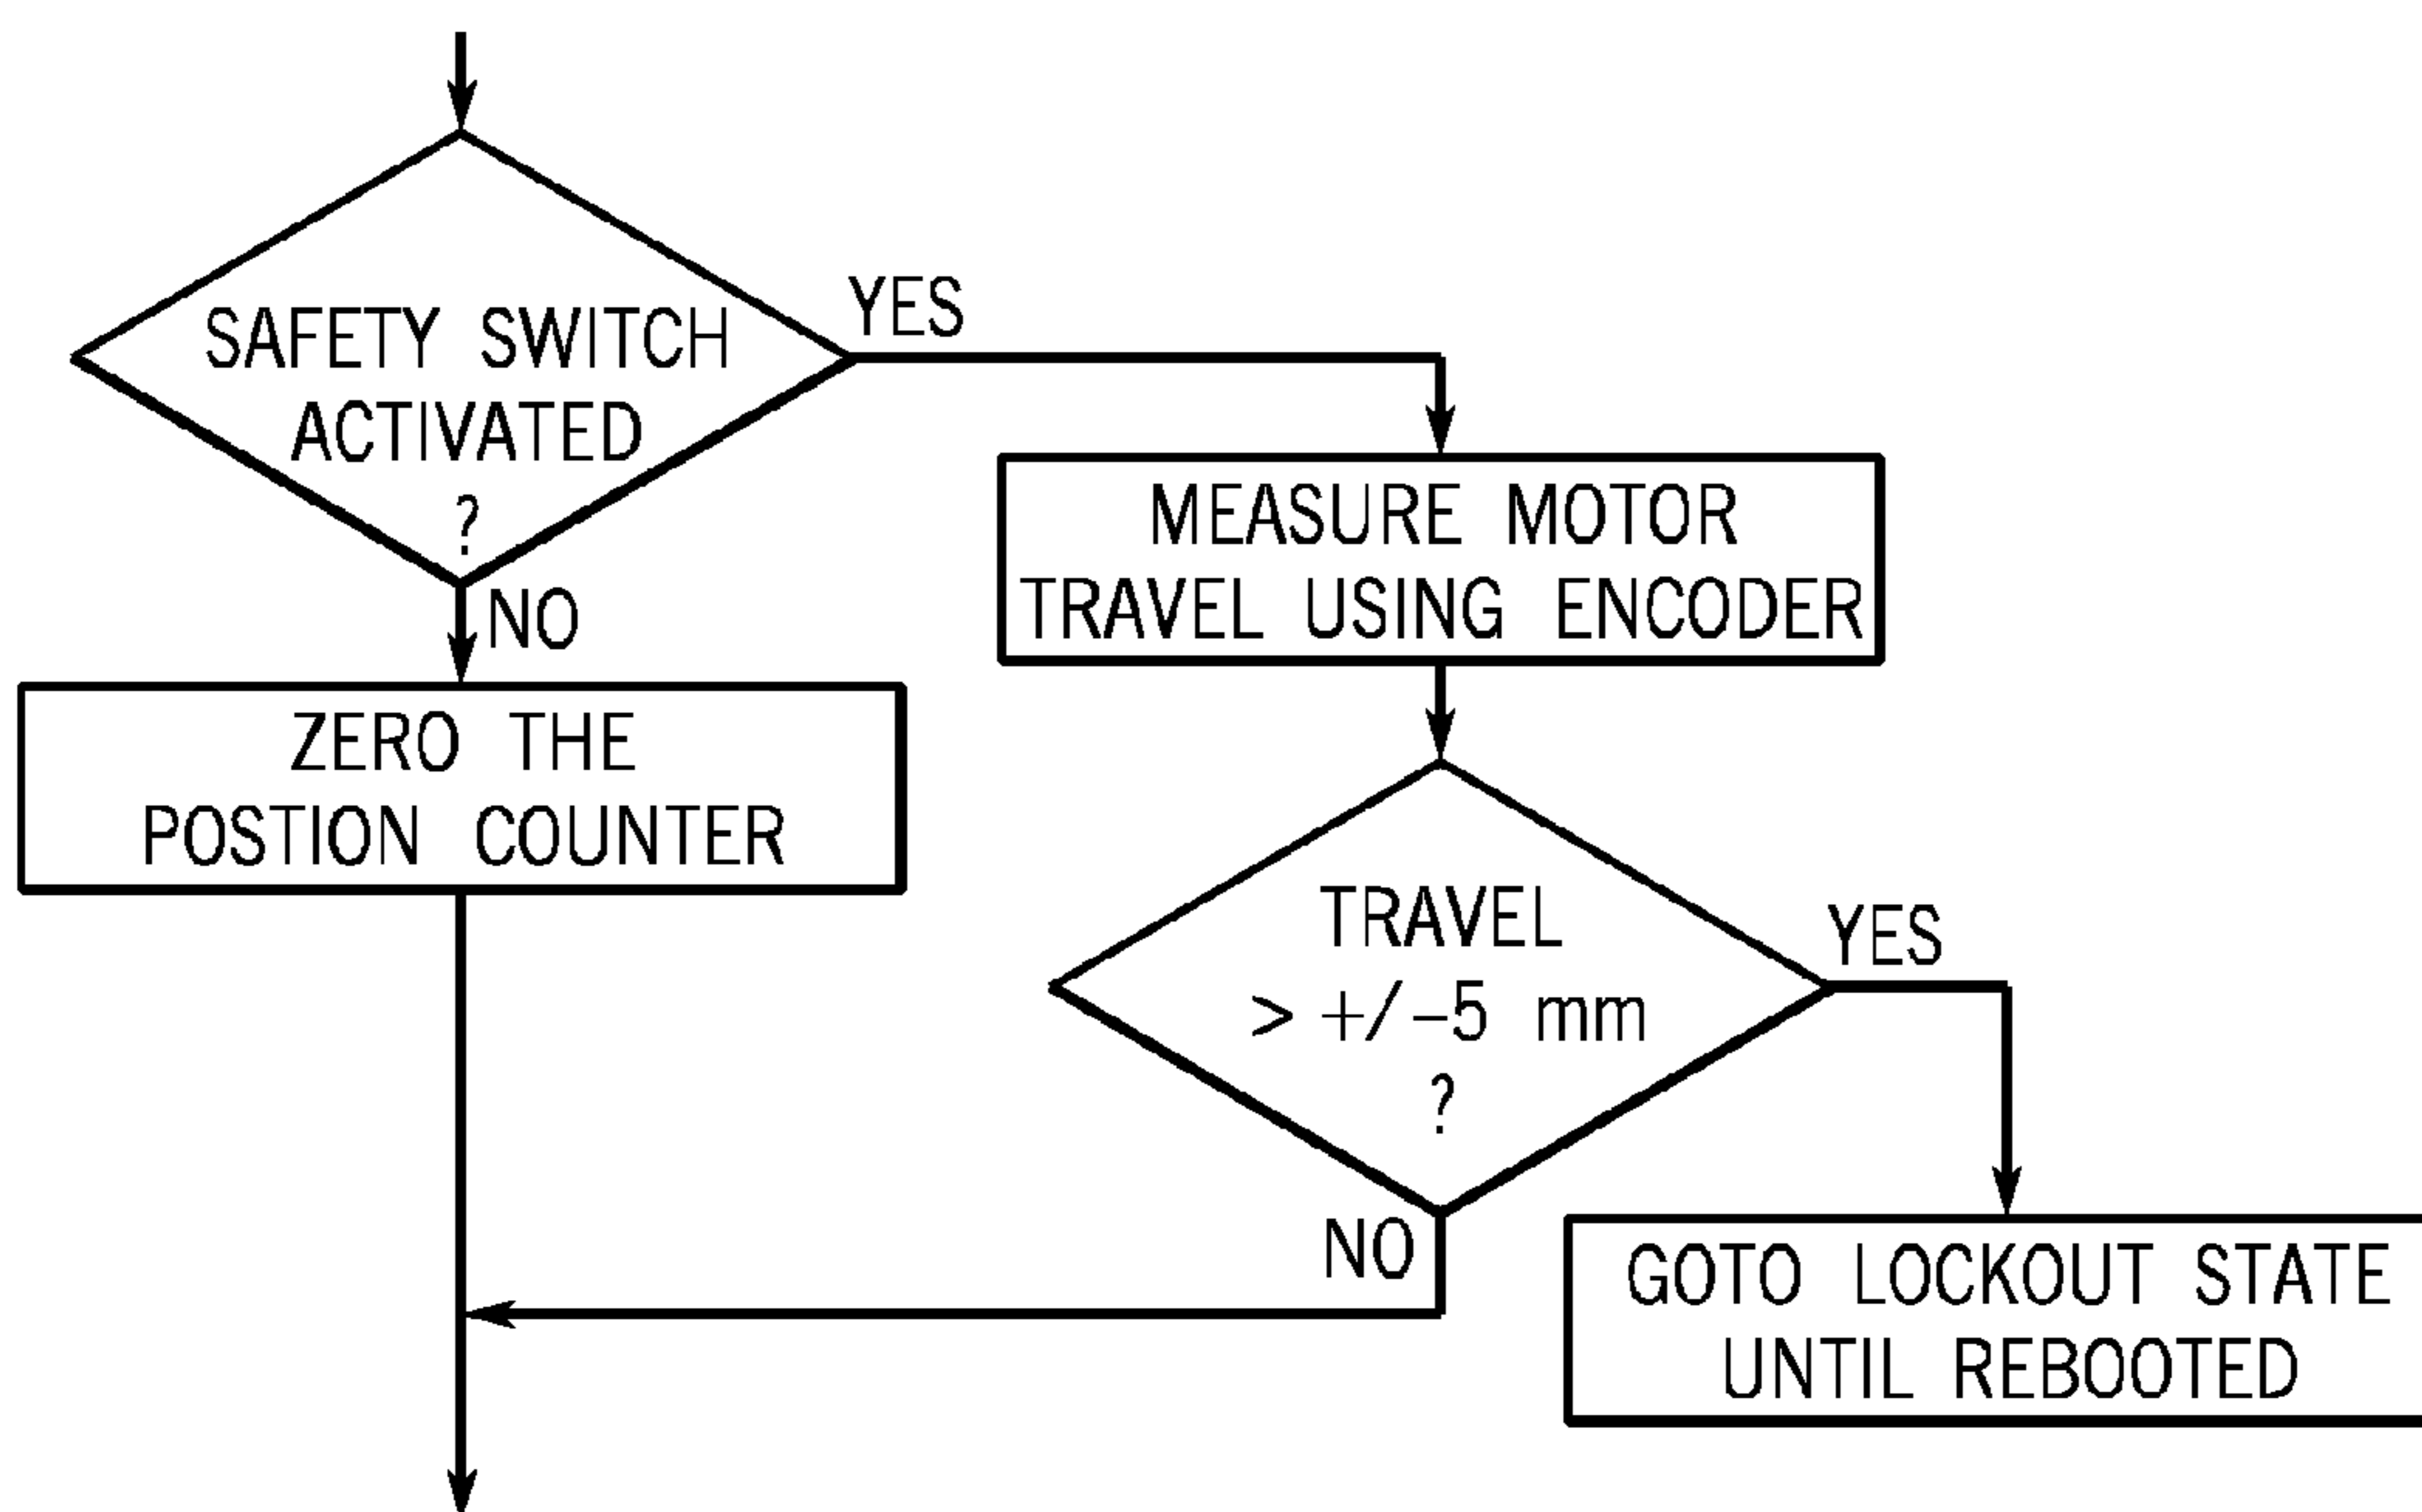 SAFETY SWITCH
ACTIVATED
?
YES
NO
MEASURE MOTOR
TRAVEL USING ENCODER
ZERO THE
POSTION COUNTER
TRAVEL
> +/-5 mm
?
YES
NO
GOTO LOCKOUT STATE
UNTIL REBOOTED